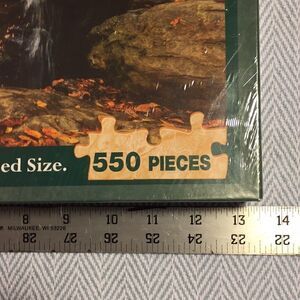 ed Size.
550 PIECES
8 9 10 11 12 13 14
MILWAUKEE, WI 53226
28 27 26 25 24 23 22